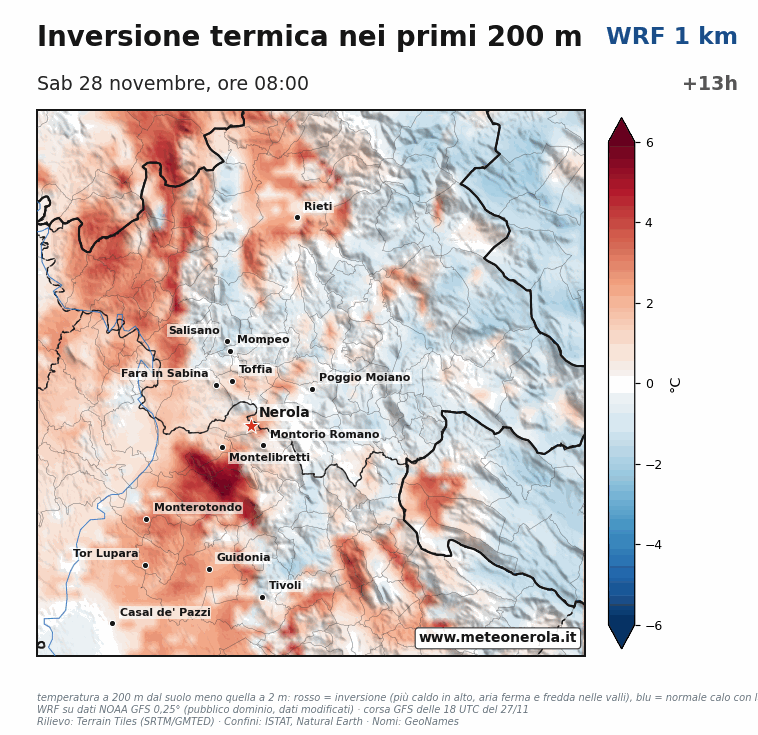 Inversione termica nei primi 200 m WRF 1 km
Sab 28 novembre, ore 08:00 +13h
Rieti
Salisano
Mompeo
Fara in Sabina
Toffia
Poggio Moiano
Nerola
Montorio Romano
Montelibretti
Monterotondo
Tor Lupara
Guidonia
Tivoli
Casal de' Pazzi
www.meteonerola.it
6
4
2
0
−2
−4
−6
°C
temperatura a 200 m dal suolo meno quella a 2 m: rosso = inversione (più caldo in alto, aria ferma e fredda nelle valli), blu = normale calo con l
WRF su dati NOAA GFS 0,25° (pubblico dominio, dati modificati) · corsa GFS delle 18 UTC del 27/11
Rilievo: Terrain Tiles (SRTM/GMTED) · Confini: ISTAT, Natural Earth · Nomi: GeoNames